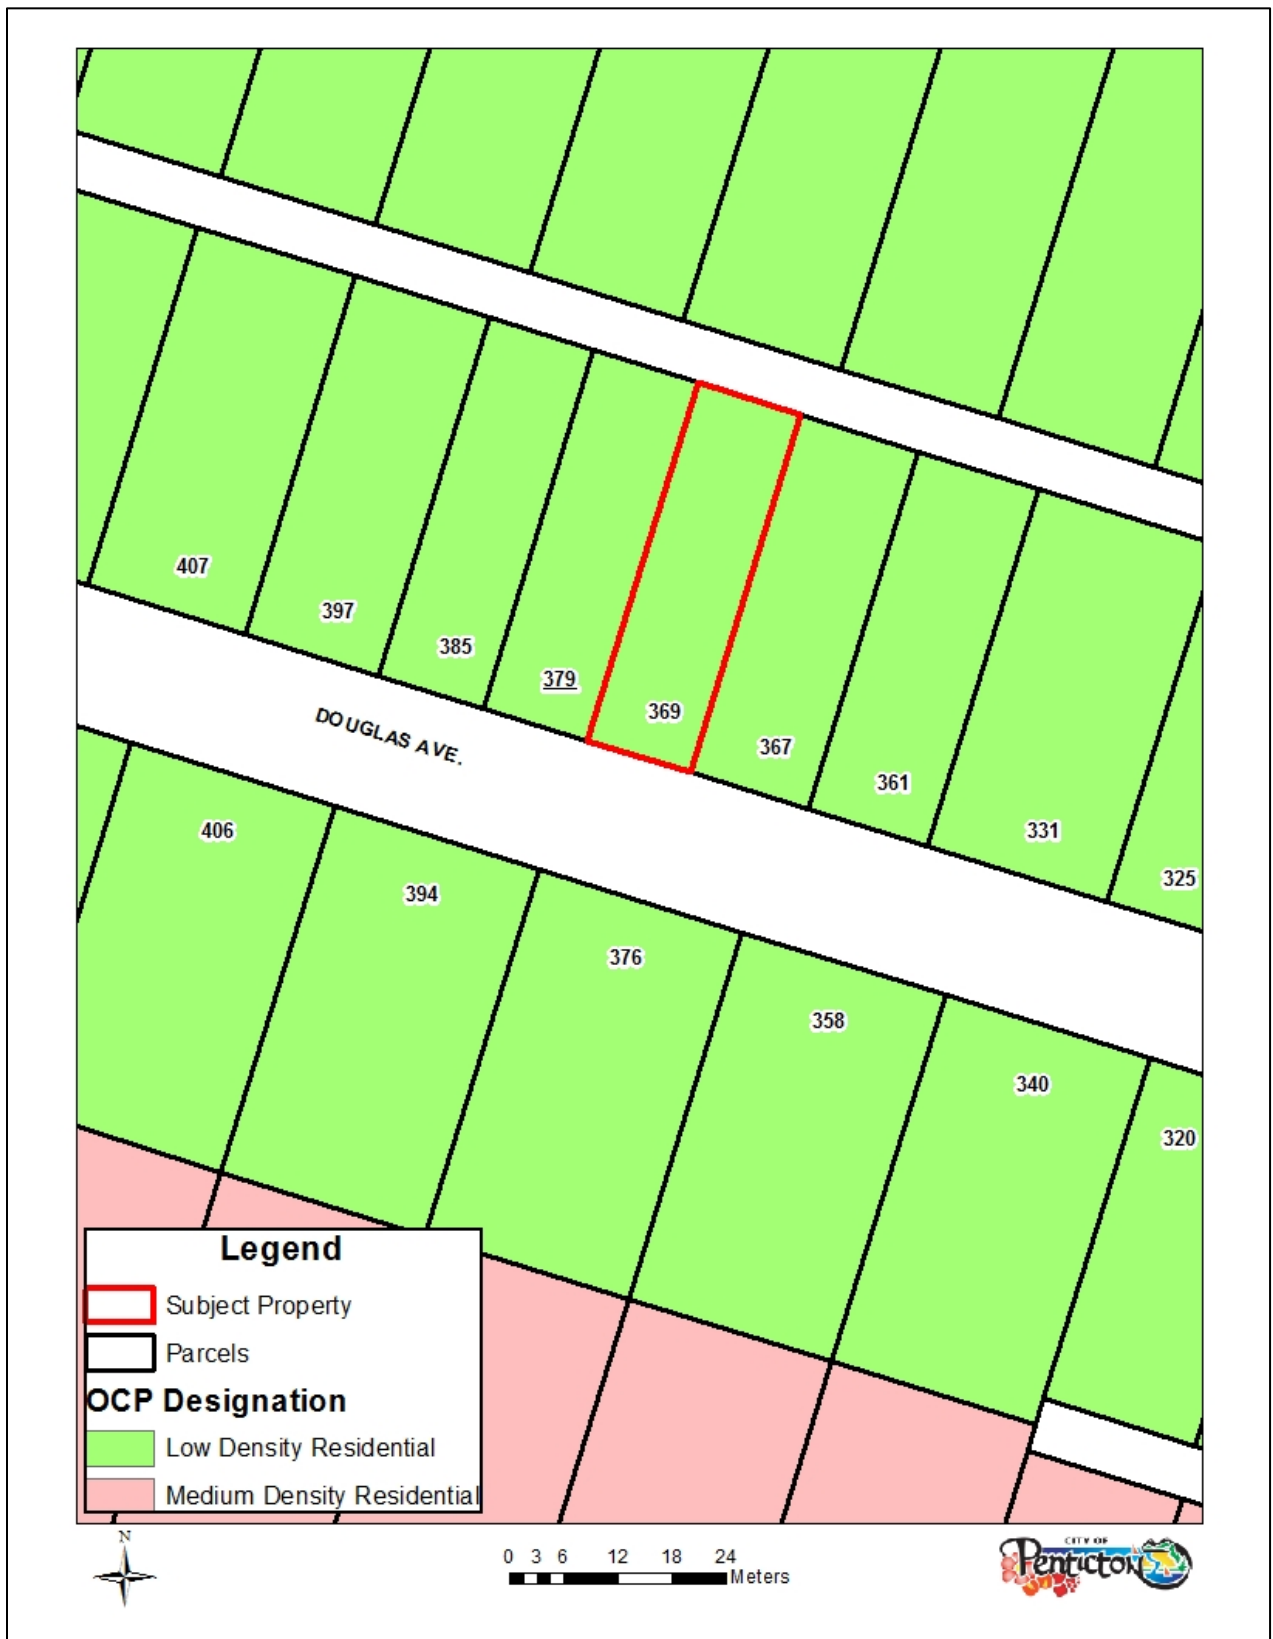 407
397
385
379
369
367
361
331
325
DOUGLAS AVE.
406
394
376
358
340
320
Legend
Subject Property
Parcels
OCP Designation
Low Density Residential
Medium Density Residential
N
0 3 6 12 18 24
Meters
CITY OF
Penticton